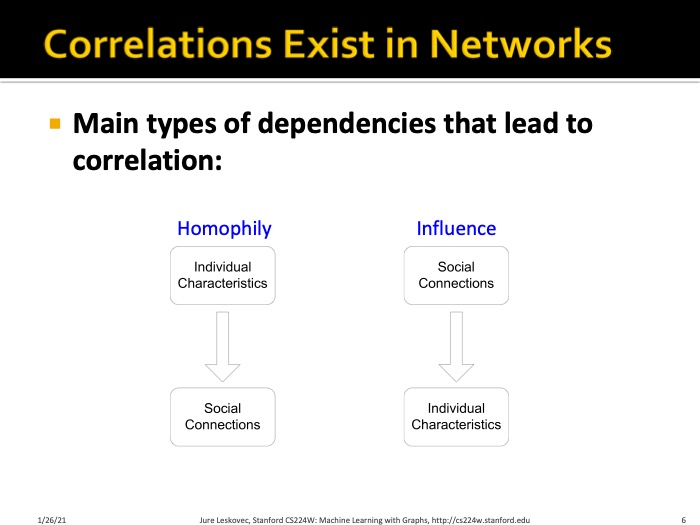 Correlations Exist in Networks
Main types of dependencies that lead to
correlation:
Homophily
Individual
Characteristics
Social
Connections
Influence
Social
Connections
Individual
Characteristics
1/26/21
Jure Leskovec, Stanford CS224W: Machine Learning with Graphs, http://cs224w.stanford.edu
6